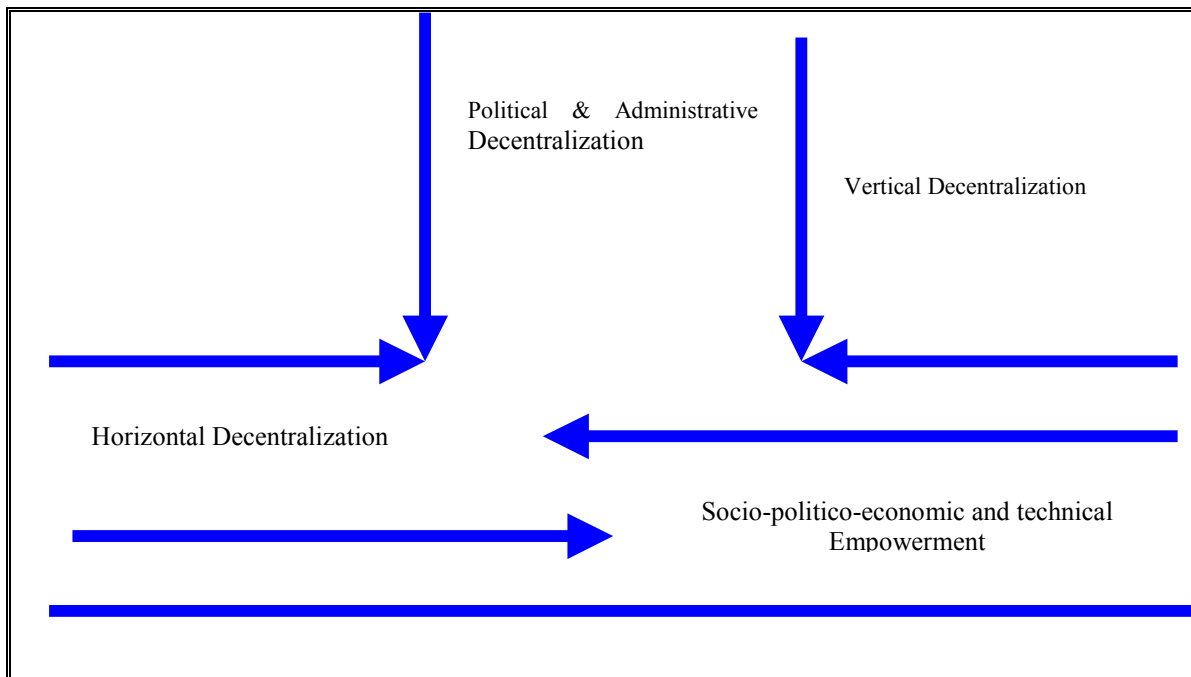 Political & Administrative
Decentralization
Vertical Decentralization
Horizontal Decentralization
Socio-politico-economic and technical
Empowerment